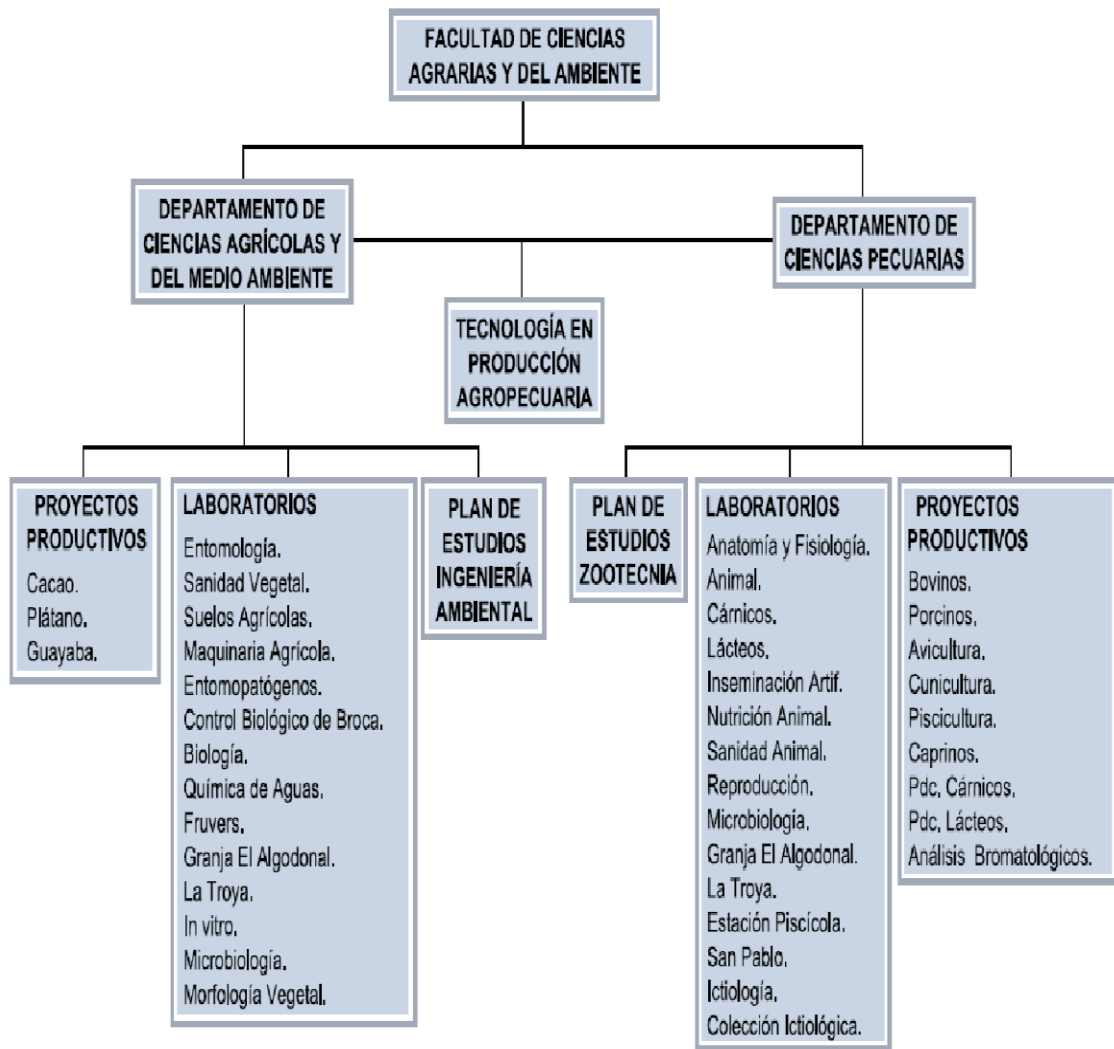 FACULTAD DE CIENCIAS
AGRARIAS Y DEL AMBIENTE
DEPARTAMENTO DE
CIENCIAS AGRÍCOLAS Y
DEL MEDIO AMBIENTE
DEPARTAMENTO DE
CIENCIAS PECUARIAS
TECNOLOGÍA EN
PRODUCCIÓN
AGROPECUARIA
PROYECTOS
PRODUCTIVOS
Cacao.
Plátano.
Guayaba.
LABORATORIOS
Entomología.
Sanidad Vegetal.
Suelos Agrícolas.
Maquinaria Agrícola.
Entomopatógenos.
Control Biológico de Broca.
Biología.
Química de Aguas.
Fruvers.
Granja El Algodonal.
La Troya.
In vitro.
Microbiología.
Morfología Vegetal.
PLAN DE
ESTUDIOS
INGENIERÍA
AMBIENTAL
PLAN DE
ESTUDIOS
ZOOTECNIA
LABORATORIOS
Anatomía y Fisiología.
Animal.
Cárnicos.
Lácteos.
Inseminación Artif.
Nutrición Animal.
Sanidad Animal.
Reproducción.
Microbiología.
Granja El Algodonal.
La Troya.
Estación Piscícola.
San Pablo.
Ictiología.
Colección Ictiológica.
PROYECTOS
PRODUCTIVOS
Bovinos.
Porcinos.
Avicultura.
Cunicultura.
Piscicultura.
Caprinos.
Pdc. Cárnicos.
Pdc. Lácteos.
Análisis Bromatológicos.